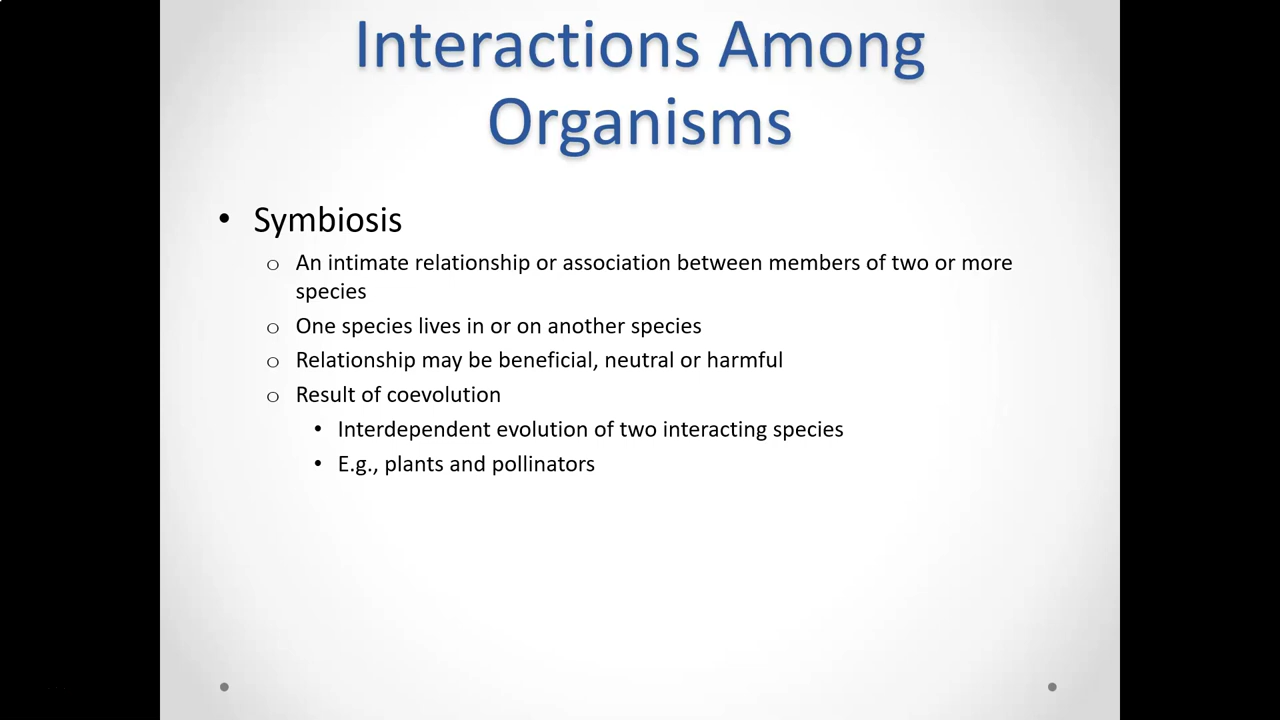 Interactions Among
Organisms
• Symbiosis
o An intimate relationship or association between members of two or more
species
o One species lives in or on another species
o Relationship may be beneficial, neutral or harmful
o Result of coevolution
• Interdependent evolution of two interacting species
• E.g., plants and pollinators